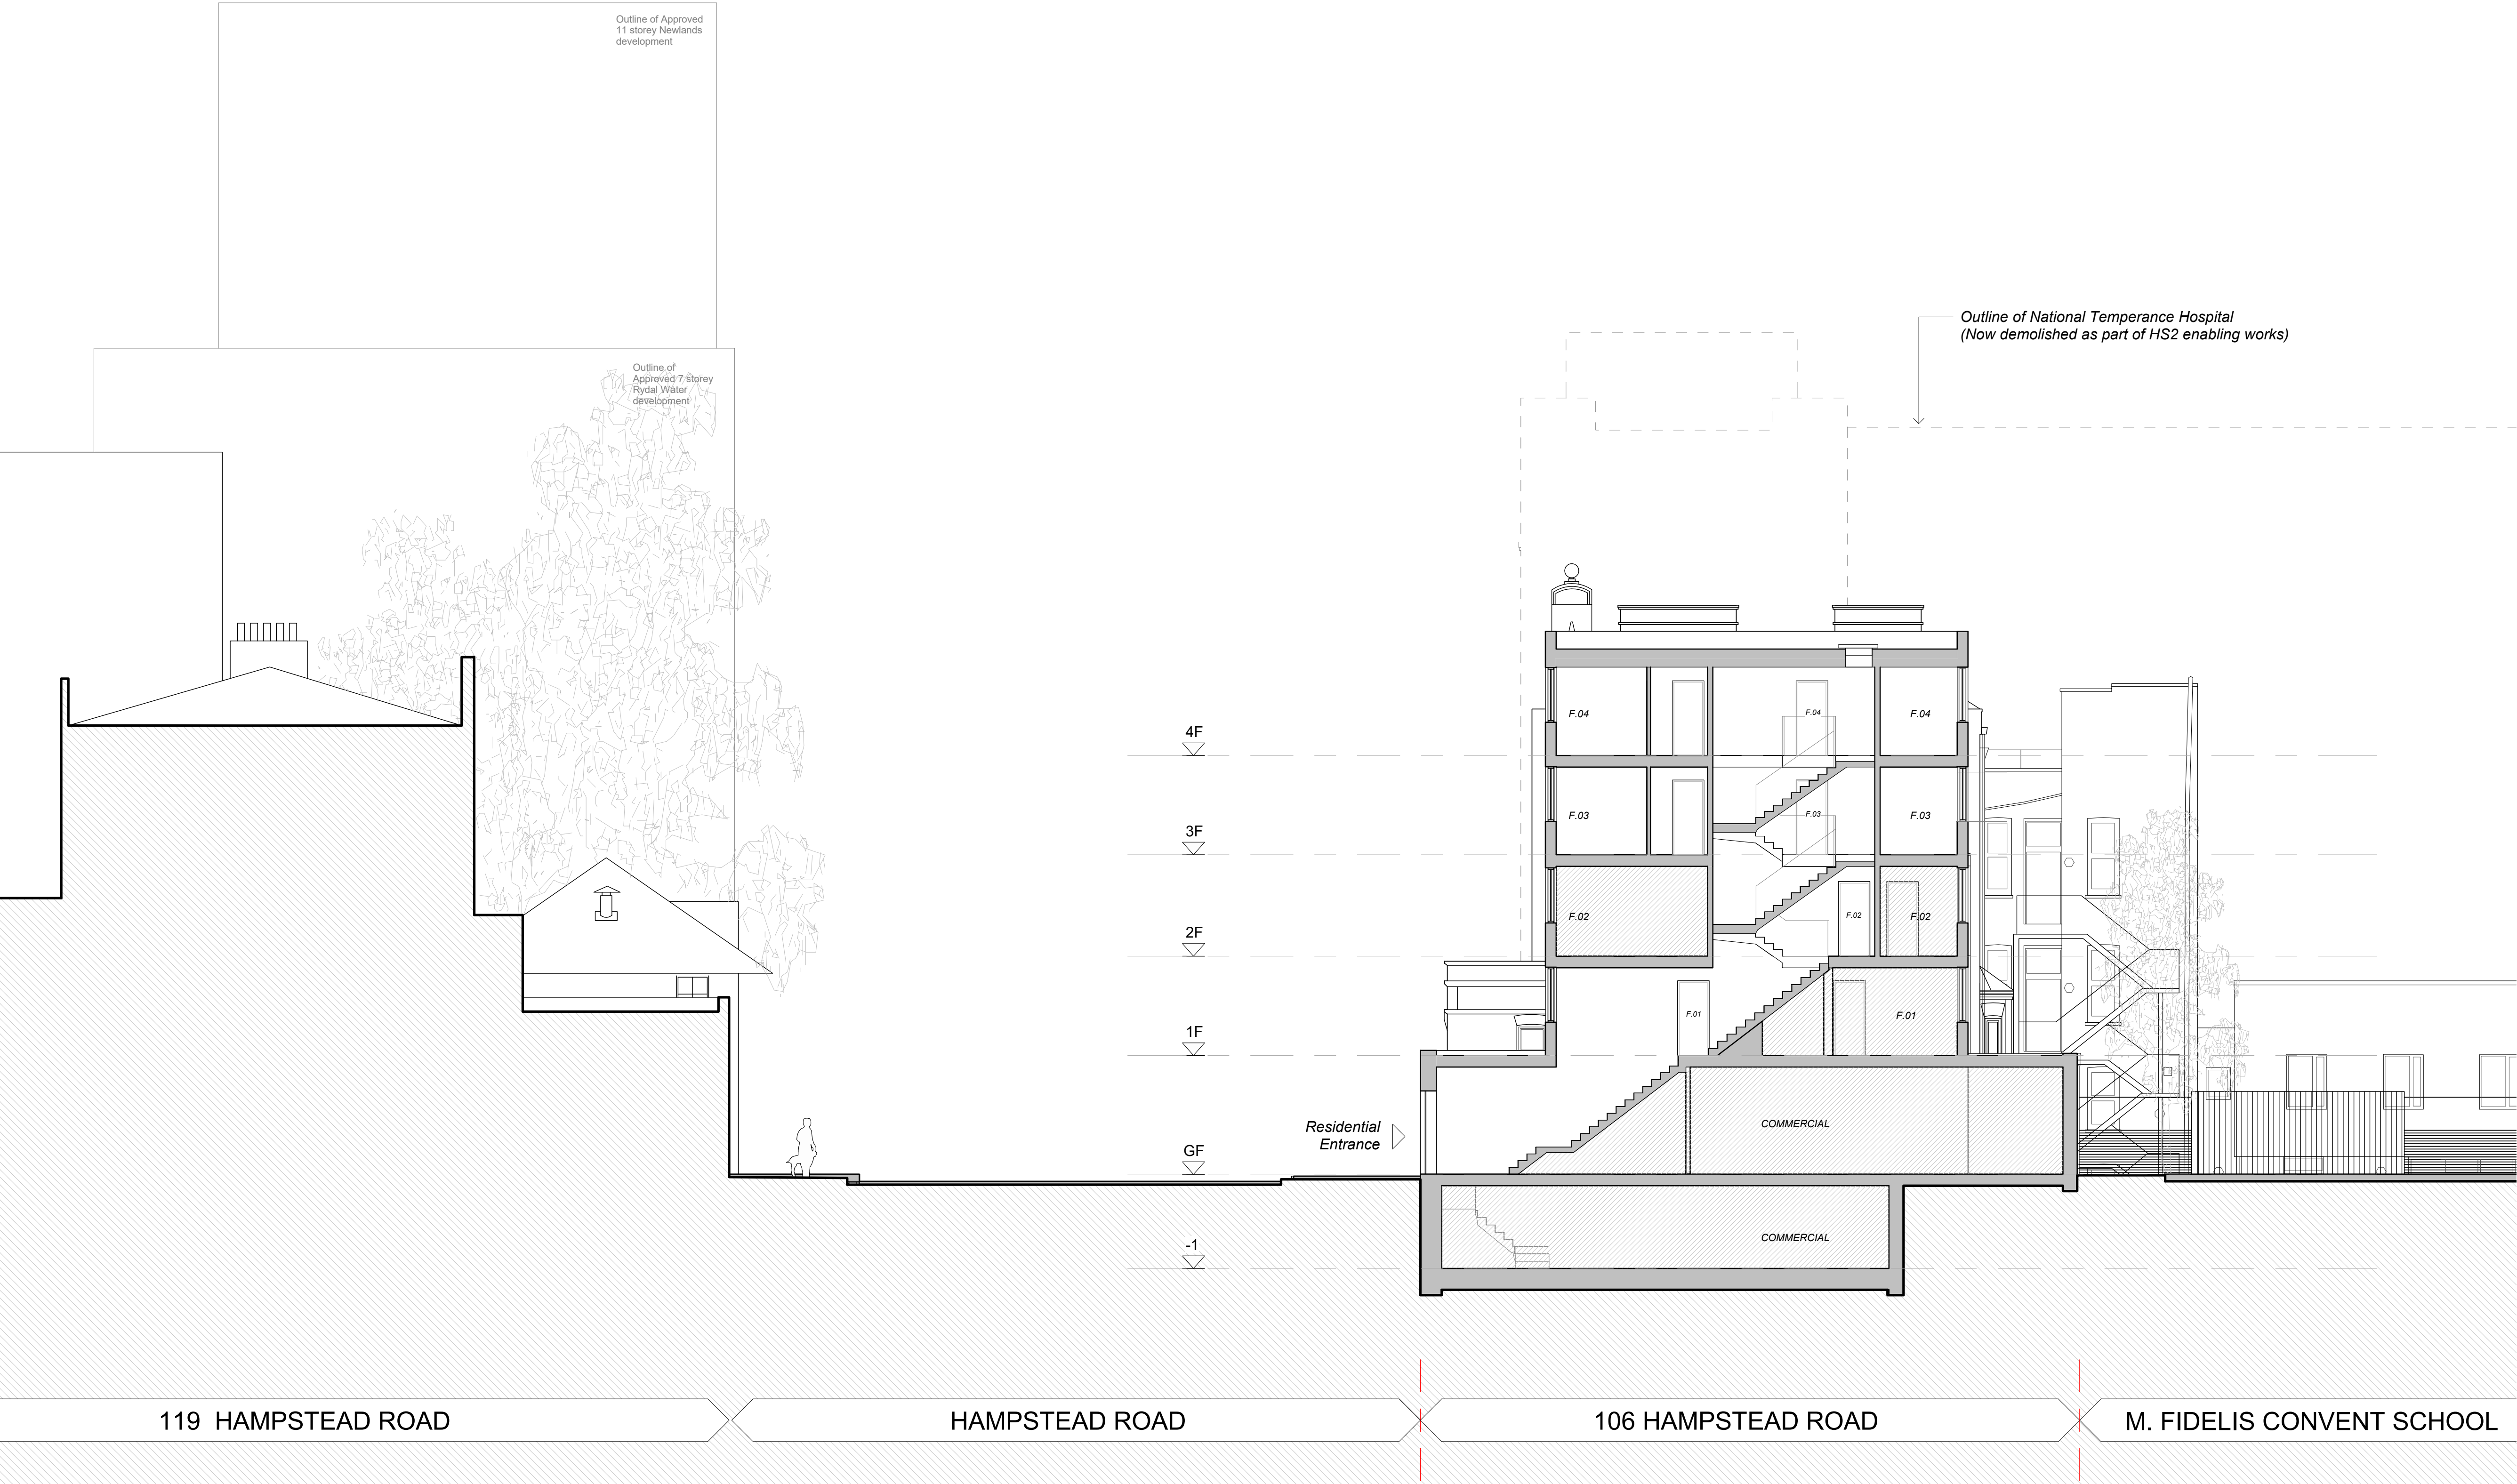 Outline of Approved
11 storey Newlands
development
Outline of National Temperance Hospital
(Now demolished as part of HS2 enabling works)
Outline of
Approved 7 storey
Rydal Water
development
4F
F.04
F.04
F.04
3F
F.03
F.03
F.03
2F
F.02
F.02
F.02
1F
F.01
F.01
GF
Residential
Entrance
COMMERCIAL
-1
COMMERCIAL
119 HAMPSTEAD ROAD
HAMPSTEAD ROAD
106 HAMPSTEAD ROAD
M. FIDELIS CONVENT SCHOOL